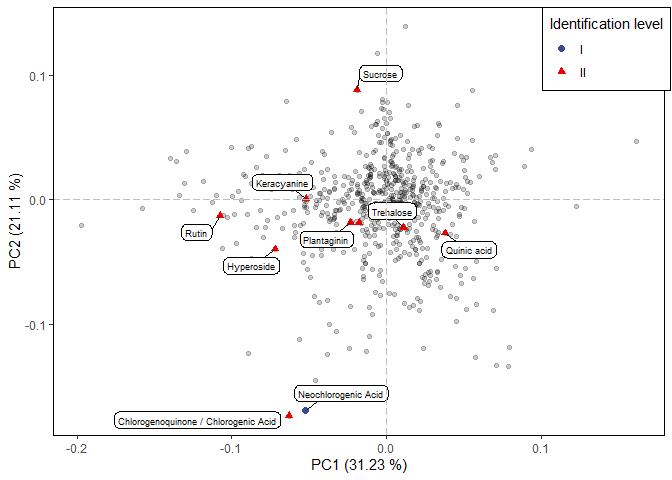 Identification level
I
II
0.1
0.0
-0.1
PC2 (21.11 %)
Sucrose
Keracyanine
Trehalose
Rutin
Plantaginin
Quinic acid
Hyperoside
Neochlorogenic Acid
Chlorogenoquinone / Chlorogenic Acid
-0.2
-0.1
0.0
0.1
PC1 (31.23 %)